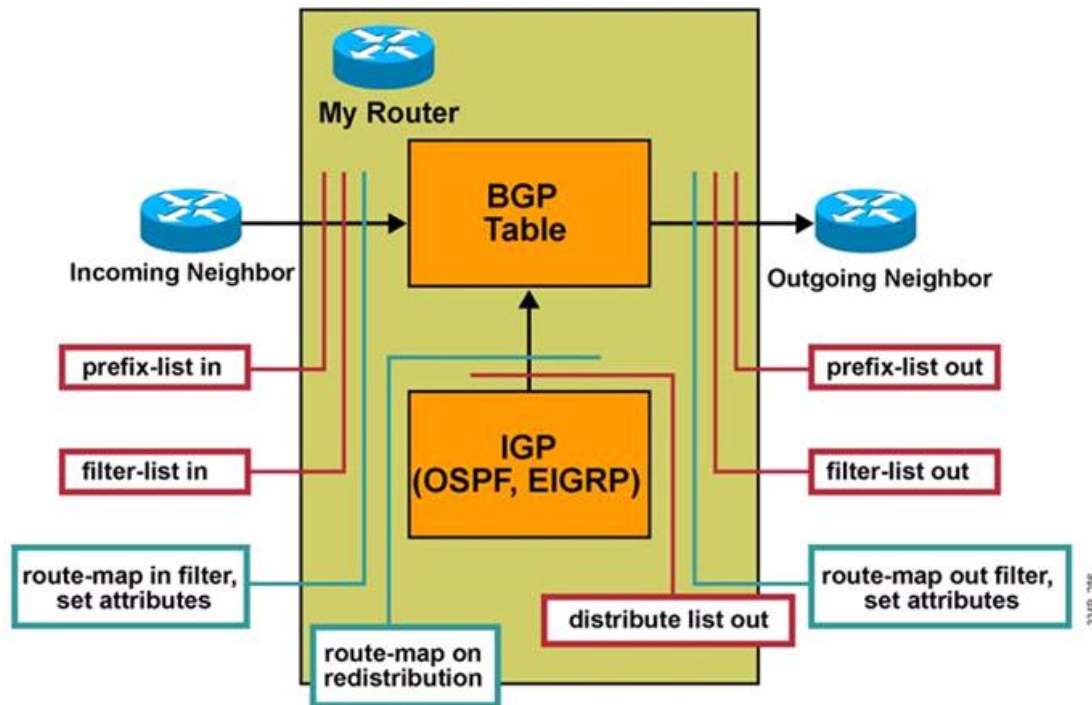 My Router
BGP
Table
Incoming Neighbor
Outgoing Neighbor
prefix-list in
prefix-list out
IGP
(OSPF, EIGRP)
filter-list in
filter-list out
route-map in filter,
set attributes
route-map out filter,
set attributes
distribute list out
route-map on
redistribution